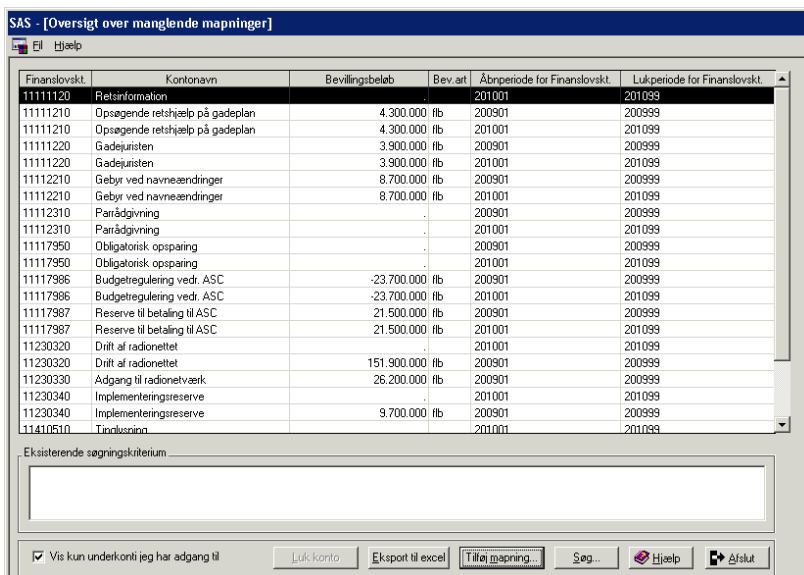 SAS - [Oversigt over manglende mapninger]
Fil Hjælp
Finanslovskt. Kontonavn Bevillingsbeløb Bev.art Åbnperiode for Finanslovskt. Lukperiode for Finanslovskt.
11111120 Retsinformation . 201001 201099
11111210 Opsøgende retshjælp på gadeplan 4.300.000 flb 200901 200999
11111210 Opsøgende retshjælp på gadeplan 4.300.000 flb 201001 201099
11111220 Gadejuristen 3.900.000 flb 200901 200999
11111220 Gadejuristen 3.900.000 flb 201001 201099
11112210 Gebyr ved navneændringer 8.700.000 flb 200901 200999
11112210 Gebyr ved navneændringer 8.700.000 flb 201001 201099
11112310 Parrådgivning . 200901 200999
11112310 Parrådgivning . 201001 201099
11117950 Obligatorisk opsparing . 200901 200999
11117950 Obligatorisk opsparing . 201001 201099
11117986 Budgetregulering vedr. ASC -23.700.000 flb 200901 200999
11117986 Budgetregulering vedr. ASC -23.700.000 flb 201001 201099
11117987 Reserve til betaling til ASC 21.500.000 flb 200901 200999
11117987 Reserve til betaling til ASC 21.500.000 flb 201001 201099
11230320 Drift af radionettet . 201001 201099
11230320 Drift af radionettet 151.900.000 flb 200901 200999
11230330 Adgang til radionetværk 26.200.000 flb 200901 200999
11230340 Implementeringsreserve . 201001 201099
11230340 Implementeringsreserve 9.700.000 flb 200901 200999
11410510 Tinglysning 201001 201099
Eksisterende søgningskriterium
Vis kun underkonti jeg har adgang til Luk konto Eksport til excel Tilføj mapning... Søg... Hjælp Afslut